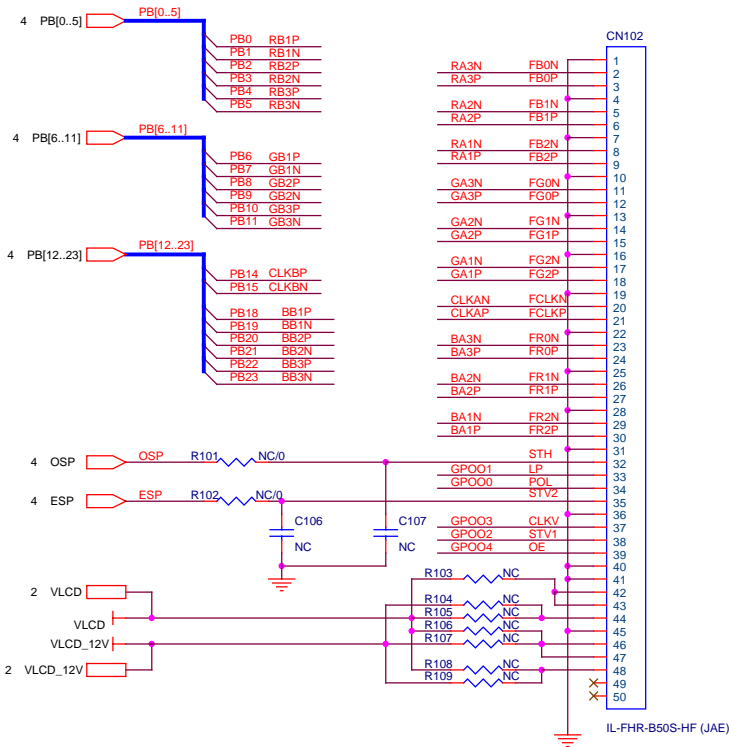 4 PB[0..5] PB[0..5]
PB0 RB1P
PB1 RB1N
PB2 RB2P
PB3 RB2N
PB4 RB3P
PB5 RB3N
4 PB[6..11] PB[6..11]
PB6 GB1P
PB7 GB1N
PB8 GB2P
PB9 GB2N
PB10 GB3P
PB11 GB3N
4 PB[12..23] PB[12..23]
PB14 CLKBP
PB15 CLKBN
PB18 BB1P
PB19 BB1N
PB20 BB2P
PB21 BB2N
PB22 BB3P
PB23 BB3N
4 OSP OSP R101 NC/0
4 ESP ESP R102 NC/0
C106 NC
C107 NC
2 VLCD
VLCD
VLCD_12V
2 VLCD_12V
R103 NC
R104 NC
R105 NC
R106 NC
R107 NC
R108 NC
R109 NC
CN102
1
RA3N FB0N 2
RA3P FB0P 3
4
RA2N FB1N 5
RA2P FB1P 6
7
RA1N FB2N 8
RA1P FB2P 9
10
GA3N FG0N 11
GA3P FG0P 12
13
GA2N FG1N 14
GA2P FG1P 15
16
GA1N FG2N 17
GA1P FG2P 18
19
CLKAN FCLKN 20
CLKAP FCLKP 21
22
BA3N FR0N 23
BA3P FR0P 24
25
BA2N FR1N 26
BA2P FR1P 27
28
BA1N FR2N 29
BA1P FR2P 30
31
STH 32
GPOO1 LP 33
GPOO0 POL 34
STV2 35
36
GPOO3 CLKV 37
GPOO2 STV1 38
GPOO4 OE 39
40
41
42
43
44
45
46
47
48
49
50
IL-FHR-B50S-HF (JAE)